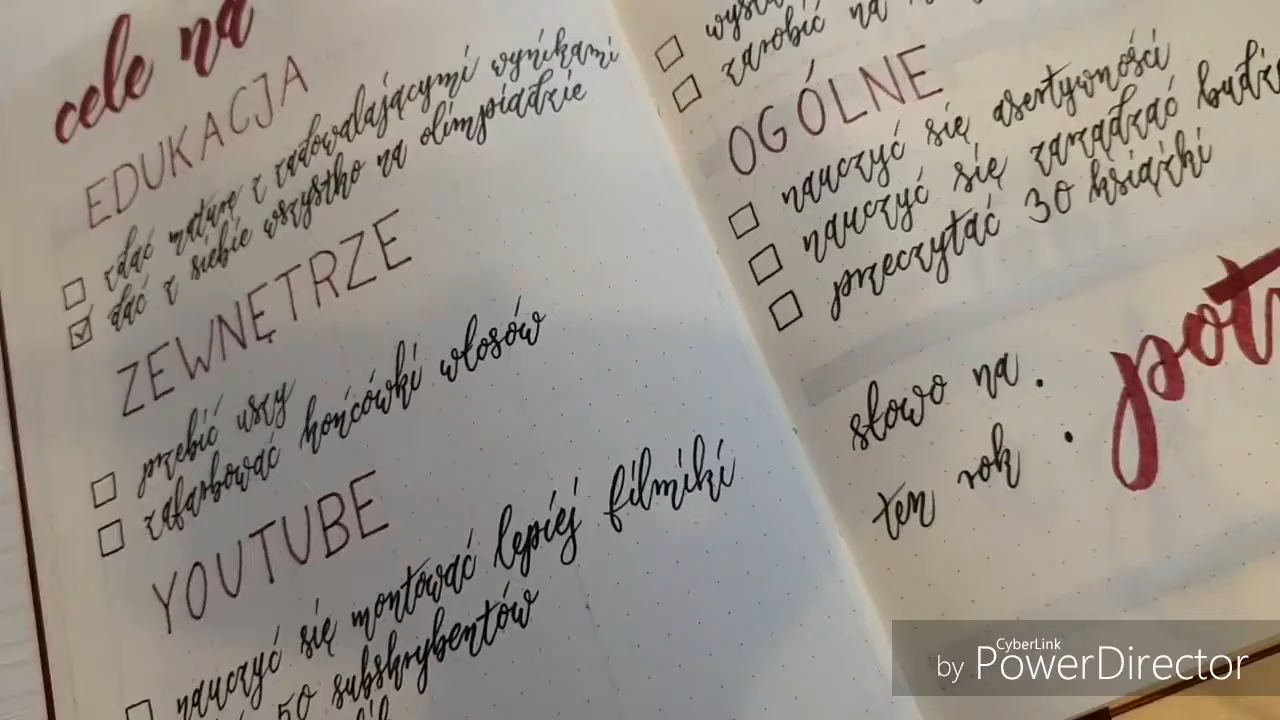 cele na
EDUKACJA
zdać maturę z zadowalającymi wynikami
dać z siebie wszystko na olimpiadzie
ZEWNĘTRZE
przebić uszy
zafarbować końcówki włosów
YOUTUBE
nauczyć się montować lepiej filmiki
50 subskrybentów
zarobić na
OGÓLNE
nauczyć się asertywności
nauczyć się zarządzać
przeczytać 30 książki
słowo na
ten rok :
CyberLink
by PowerDirector